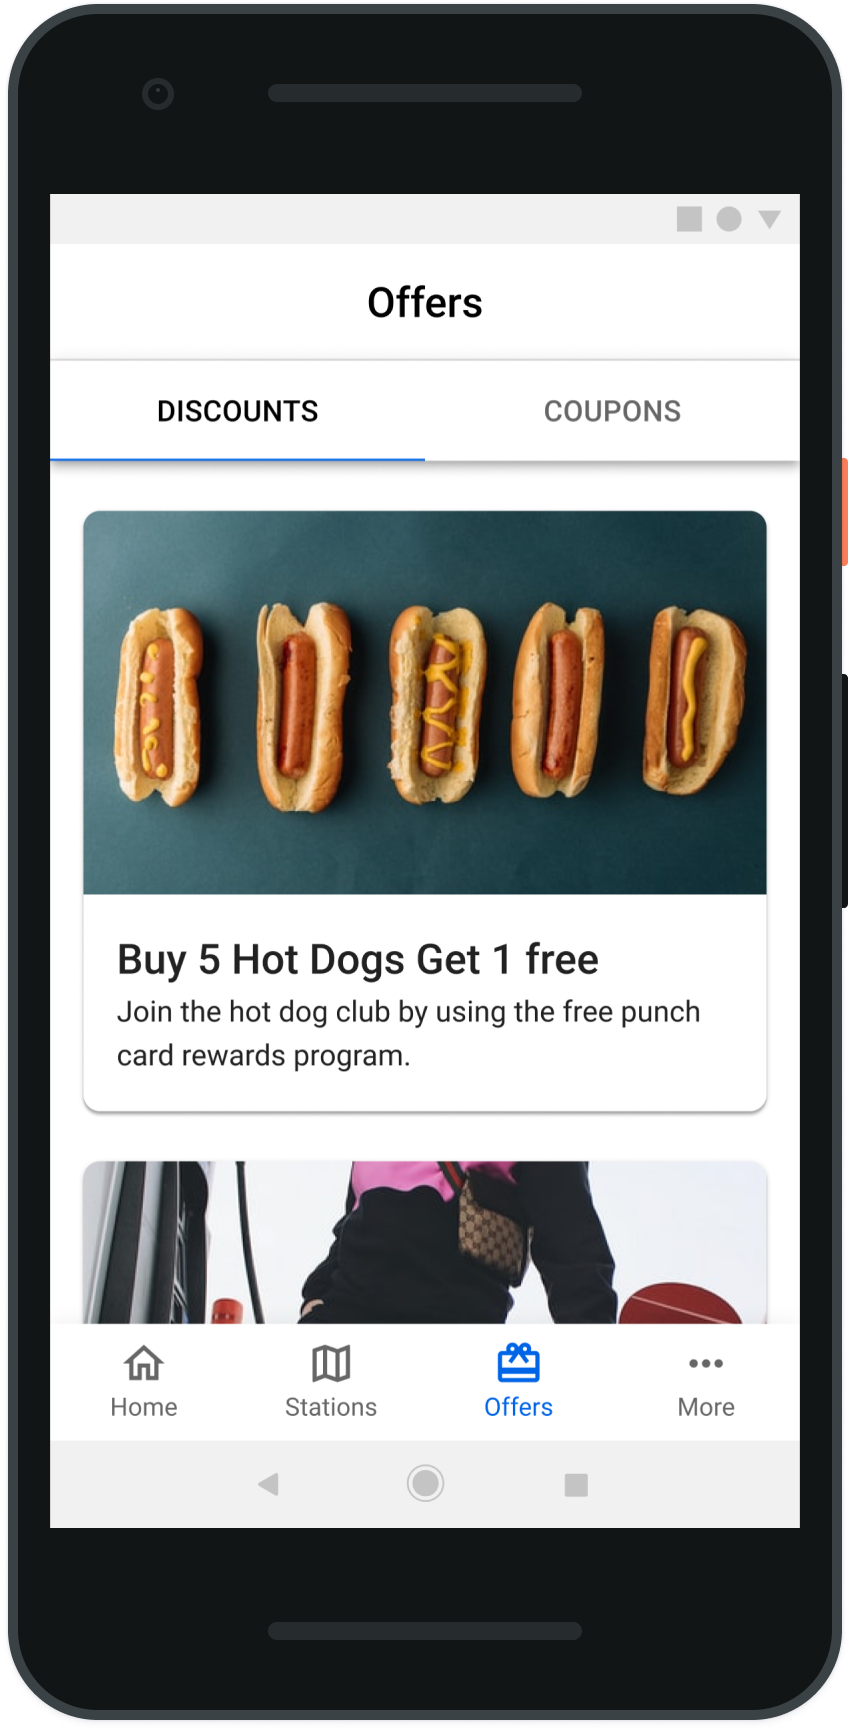 Offers
DISCOUNTS
COUPONS
Buy 5 Hot Dogs Get 1 free
Join the hot dog club by using the free punch
card rewards program.
Home
Stations
Offers
More